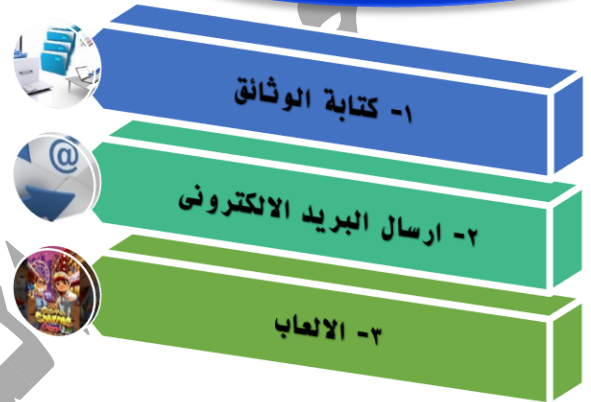 ١- كتابة الوثائق
٢- ارسال البريد الالكترونى
٣- الالعاب